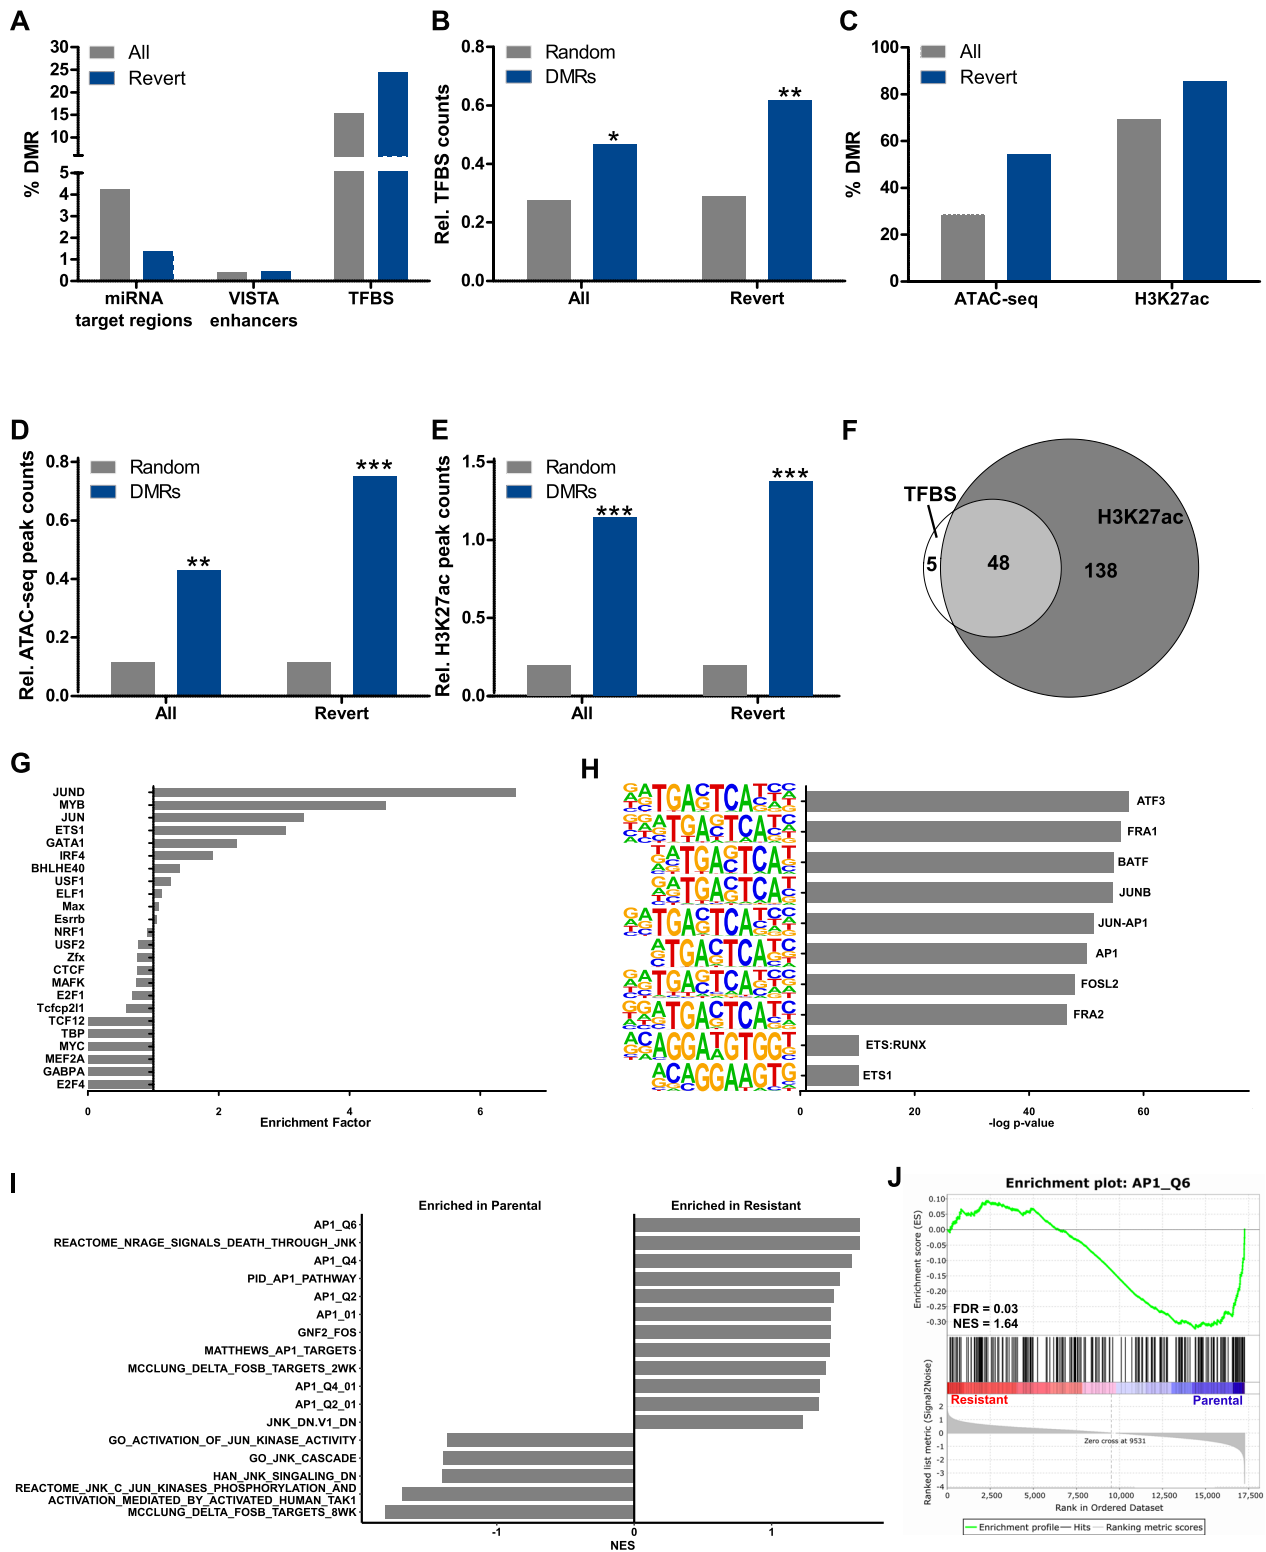 A
30
25
20
15
10
5
4
3
2
1
0
% DMR
All
Revert
miRNA
target regions
VISTA
enhancers
TFBS
B
0.8
0.6
0.4
0.2
0.0
Rel. TFBS counts
Random
DMRs
*
**
All
Revert
C
100
80
60
40
20
0
% DMR
All
Revert
ATAC-seq
H3K27ac
D
0.8
0.6
0.4
0.2
0.0
Rel. ATAC-seq peak counts
Random
DMRs
**
***
All
Revert
E
1.5
1.0
0.5
0.0
Rel. H3K27ac peak counts
Random
DMRs
***
***
All
Revert
F
TFBS
H3K27ac
5
48
138
G
JUND
MYB
JUN
ETS1
GATA1
IRF4
BHLHE40
USF1
ELF1
Max
Esrrb
NRF1
USF2
Zfx
CTCF
MAFK
E2F1
Tcfcp2l1
TCF12
TBP
MYC
MEF2A
GABPA
E2F4
0 2 4 6
Enrichment Factor
H
ATF3
FRA1
BATF
JUNB
JUN-AP1
AP1
FOSL2
FRA2
ETS:RUNX
ETS1
0 20 40 60
-log p-value
I
Enriched in Parental Enriched in Resistant
AP1_Q6
REACTOME_NRAGE_SIGNALS_DEATH_THROUGH_JNK
AP1_Q4
PID_AP1_PATHWAY
AP1_Q2
AP1_01
GNF2_FOS
MATTHEWS_AP1_TARGETS
MCCLUNG_DELTA_FOSB_TARGETS_2WK
AP1_Q4_01
AP1_Q2_01
JNK_DN.V1_DN
GO_ACTIVATION_OF_JUN_KINASE_ACTIVITY
GO_JNK_CASCADE
HAN_JNK_SINGALING_DN
REACTOME_JNK_C_JUN_KINASES_PHOSPHORYLATION_AND
ACTIVATION_MEDIATED_BY_ACTIVATED_HUMAN_TAK1
MCCLUNG_DELTA_FOSB_TARGETS_8WK
-1 0 1
NES
J
Enrichment plot: AP1_Q6
0.10
0.05
0.00
-0.05
-0.10
-0.15
-0.20
-0.25
-0.30
Enrichment score (ES)
FDR = 0.03
NES = 1.64
Resistant Parental
2
1
0
-1
-2
-3
-4
Ranked list metric (Signal2Noise)
Zero cross at 9531
0 2,500 5,000 7,500 10,000 12,500 15,000 17,500
Rank in Ordered Dataset
Enrichment profile Hits Ranking metric scores